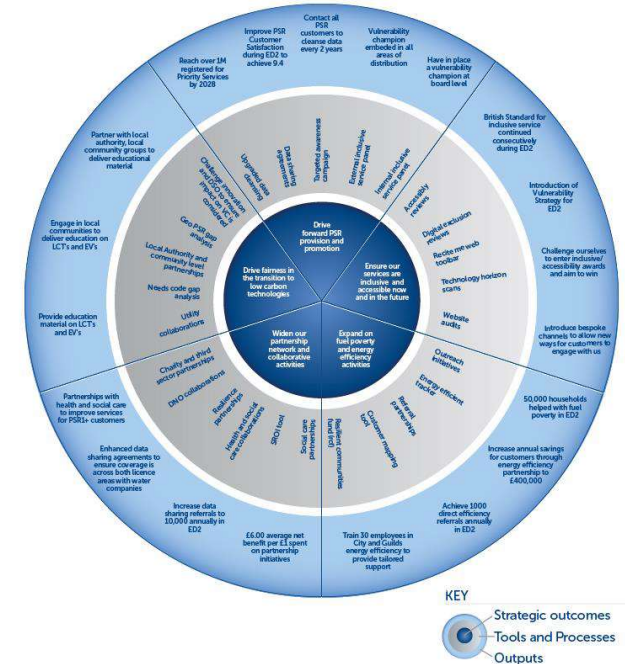 Contact all
PSR
customers to
cleanse data
every 2 years
Improve PSR
Customer
Satisfaction
during ED2 to
achieve 9.4
Vulnerability
champion
embeded in all
areas of
distribution
Reach over 1M
registered for
Priority Services
by 2028
Have in place
a vulnerability
champion at
board level
Partner with local
authority, local
community groups to
deliver educational
material
British Standard for
inclusive service
continued
consecutively
during ED2
Introduction of
Vulnerability
Strategy for
ED2
Engage in local
communities to
deliver education on
LCT's and EV's
Challenge ourselves
to enter inclusive/
accessibility awards
and aim to win
Provide education
material on LCT's
and EV's
Introduce bespoke
channels to allow new
ways for customers to
engage with us
Partnerships with
health and social care
to improve services
for PSR1+ customers
50,000 households
helped with fuel
poverty in ED2
Enhanced data
sharing agreements to
ensure coverage is
across both licence
areas with water
companies
Increase annual savings
for customers through
energy efficiency
partnership to
£400,000
Increase data
sharing referrals to
10,000 annually in
ED2
Achieve 1000
direct efficiency
referrals annually
in ED2
£6.00 average net
benefit per £1 spent
on partnership
initiatives
Train 30 employees in
City and Guilds
energy efficiency to
provide tailored
support
Challenge innovation
and DSO to ensure
impact on VC's
considered
Upgraded data
cleansing
Data sharing
agreements
Targeted awareness
campaign
External inclusive
service panel
Internal inclusive
service panel
Accessibly
reviews
Digital exclusion
reviews
Recite me web
toolbar
Technology horizon
scans
Website
audits
Outreach
initiatives
Energy efficient
tracker
Referral
partnerships
Customer mapping
tool
Resilient communities
fund (rcf)
Social care
partnerships
SROI tool
Health and social
care collaborations
Resilience
partnerships
DNO collaborations
Charity and third
sector partnerships
Utility
collaborations
Needs code gap
analysis
Local Authority and
community level
partnerships
Geo PSR gap
analysis
Drive
forward PSR
provision and
promotion
Drive fairness in
the transition to
low carbon
technologies
Ensure our
services are
inclusive and
accessible now
and in the future
Widen our
partnership
network and
collaborative
activities
Expand on
fuel poverty
and energy
efficiency
activities
KEY
Strategic outcomes
Tools and Processes
Outputs